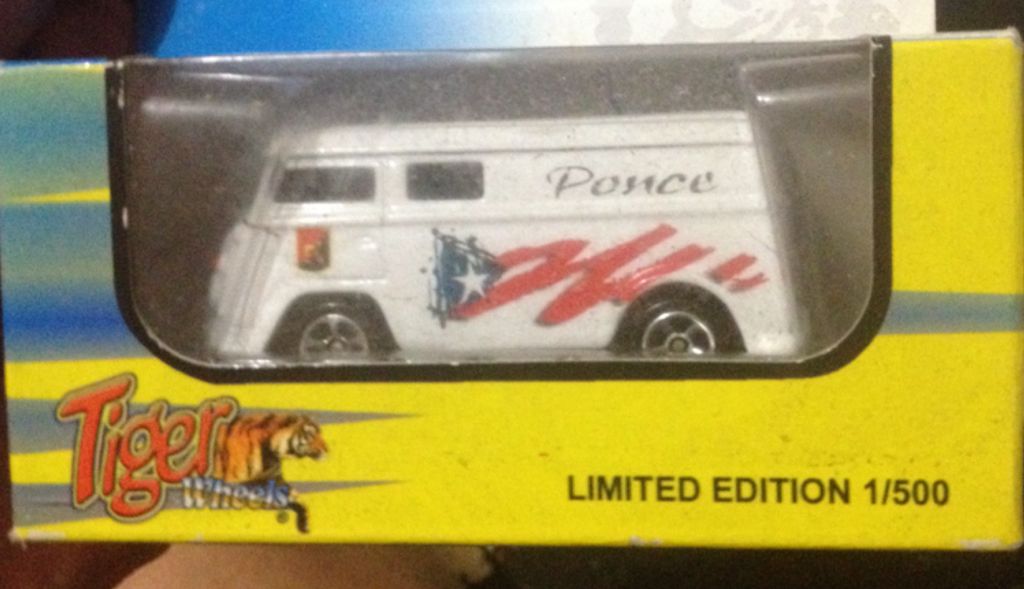 Ponce
Tiger
Wheels
LIMITED EDITION 1/500